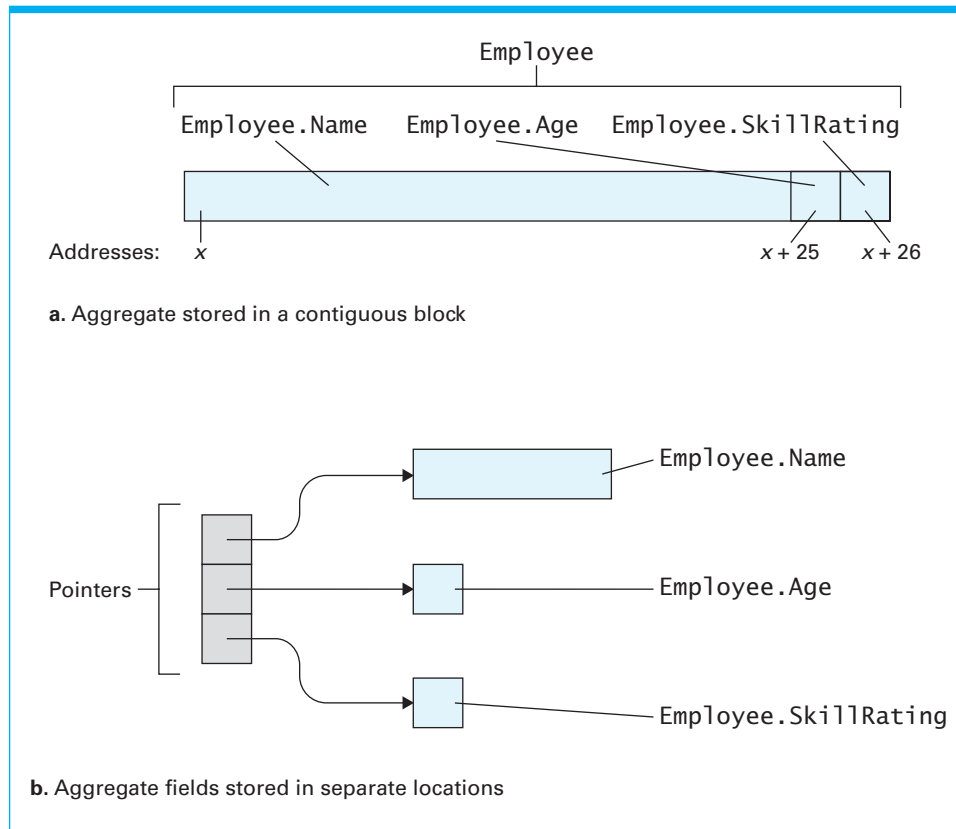 Employee
Employee.Name Employee.Age Employee.SkillRating
Addresses: x x + 25 x + 26
a. Aggregate stored in a contiguous block
Employee.Name
Pointers Employee.Age
Employee.SkillRating
b. Aggregate fields stored in separate locations